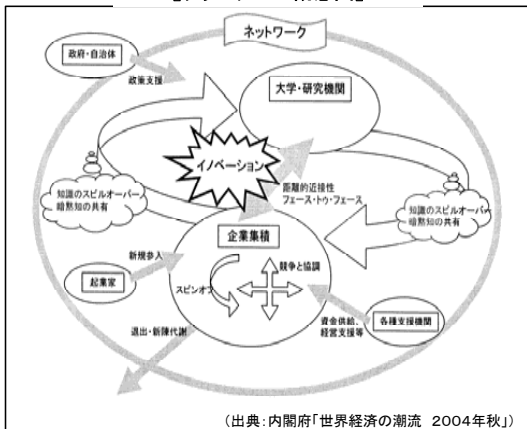 ネットワーク
政府・自治体
政策支援
大学・研究機関
イノベーション
距離的近接性
フェース・トゥ・フェース
知識のスピルオーバー
暗黙知の共有
知識のスピルオーバー
暗黙知の共有
企業集積
競争と協調
スピンオフ
新規参入
起業家
退出・新陳代謝
資金供給、
経営支援等
各種支援機関
(出典:内閣府「世界経済の潮流 2004年秋」)